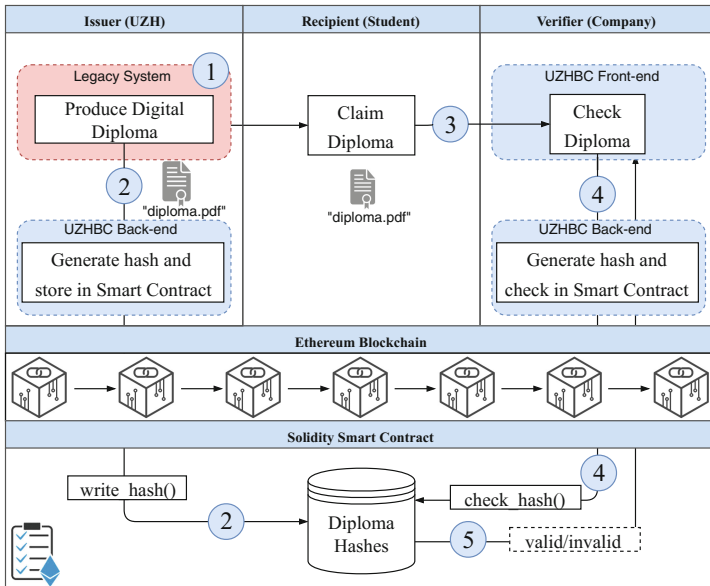 Issuer (UZH)
Recipient (Student)
Verifier (Company)
Legacy System
1
Produce Digital
Diploma
2
"diploma.pdf"
UZHBC Back-end
Generate hash and
store in Smart Contract
Claim
Diploma
"diploma.pdf"
3
UZHBC Front-end
Check
Diploma
4
UZHBC Back-end
Generate hash and
check in Smart Contract
Ethereum Blockchain
Solidity Smart Contract
write_hash()
2
Diploma
Hashes
4
check_hash()
5
valid/invalid